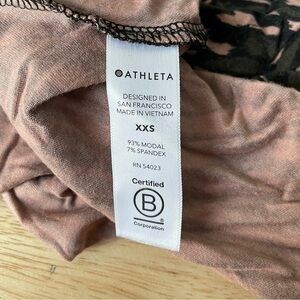 ATHLETA
DESIGNED IN
SAN FRANCISCO
MADE IN VIETNAM
XXS
93% MODAL
7% SPANDEX
RN 54023
Certified
B
Corporation